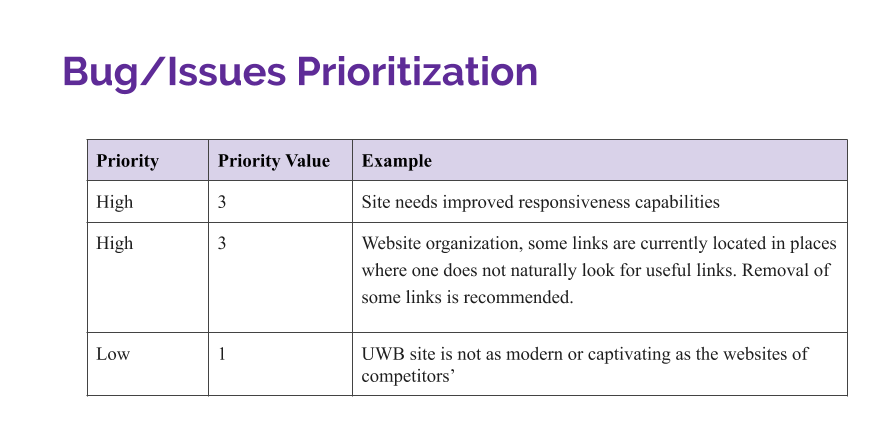 Bug/Issues Prioritization
Priority Priority Value Example
High 3 Site needs improved responsiveness capabilities
High 3 Website organization, some links are currently located in places
where one does not naturally look for useful links. Removal of
some links is recommended.
Low 1 UWB site is not as modern or captivating as the websites of
competitors’